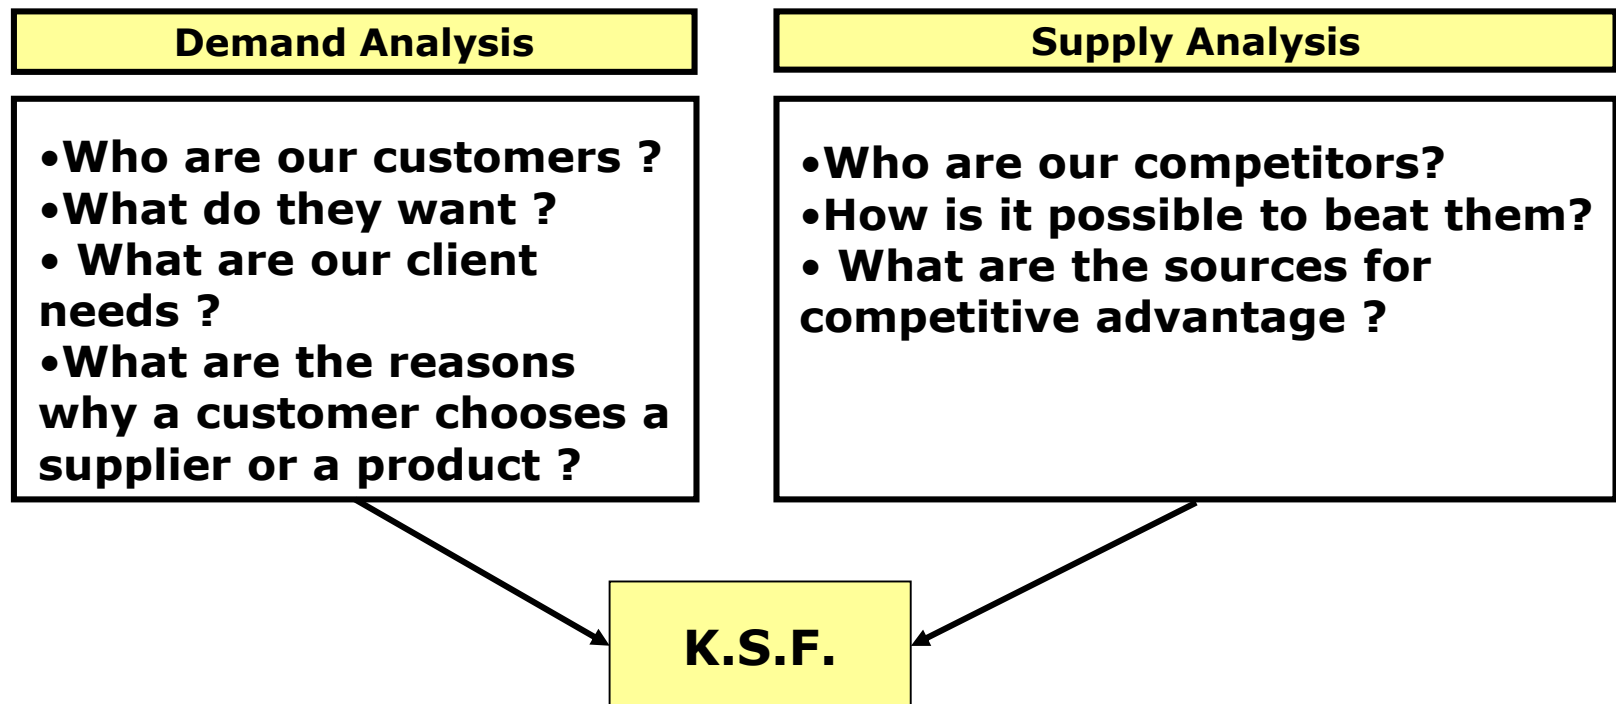 Demand Analysis
•Who are our customers ?
•What do they want ?
• What are our client
needs ?
•What are the reasons
why a customer chooses a
supplier or a product ?
Supply Analysis
•Who are our competitors?
•How is it possible to beat them?
• What are the sources for
competitive advantage ?
K.S.F.